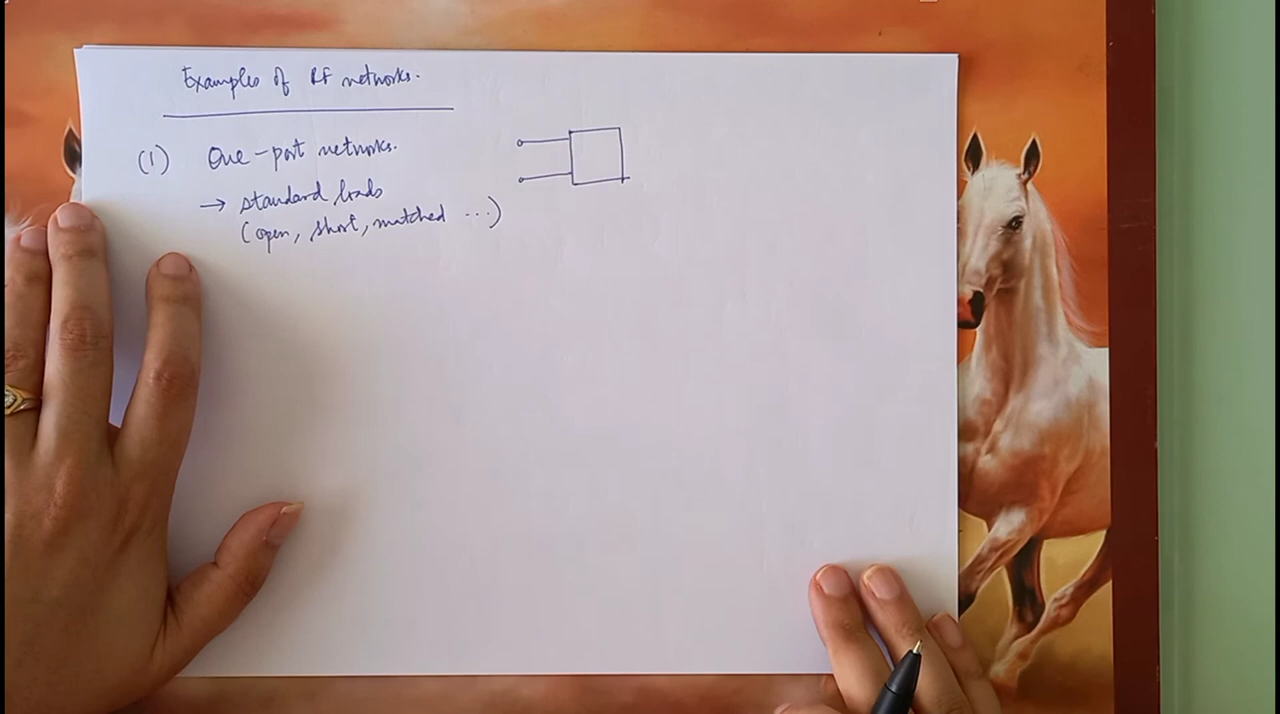 Examples of RF networks.
(1) One-port networks.
→ standard loads
(open, short, matched ...)